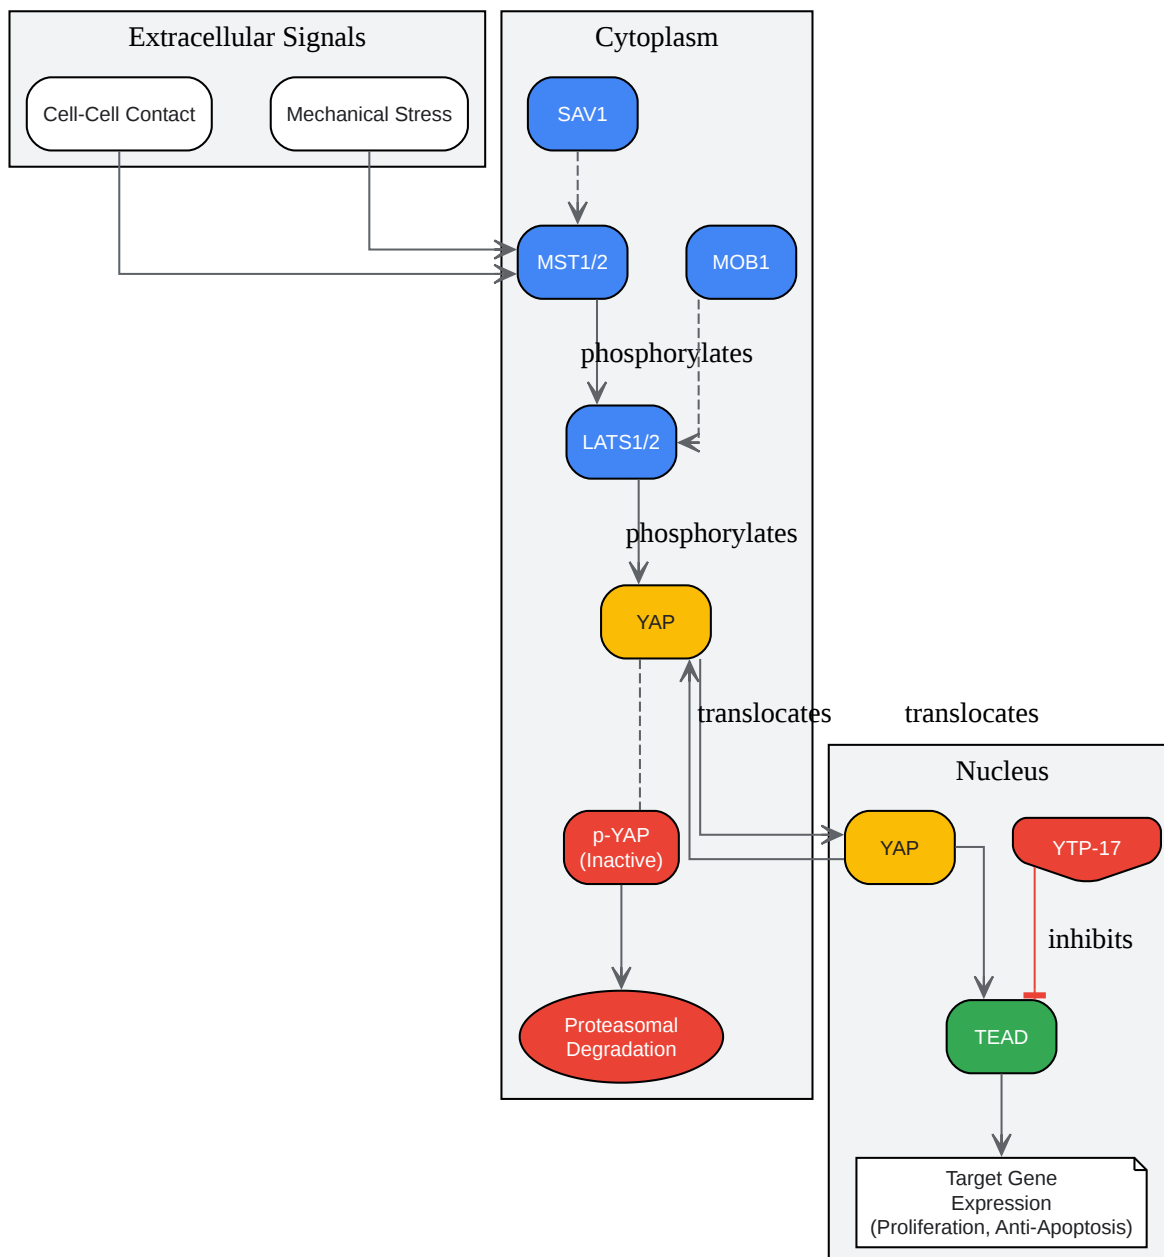 Extracellular Signals
Cell-Cell Contact
Mechanical Stress
Cytoplasm
SAV1
MST1/2
MOB1
phosphorylates
LATS1/2
phosphorylates
YAP
translocates
translocates
p-YAP
(Inactive)
Proteasomal
Degradation
Nucleus
YAP
YTP-17
inhibits
TEAD
Target Gene
Expression
(Proliferation, Anti-Apoptosis)